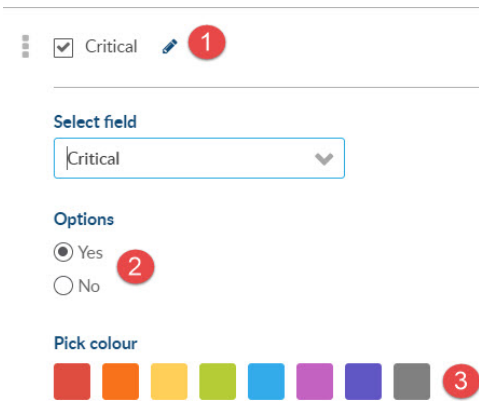 Critical 1
Select field
Critical
Options
Yes
2
No
Pick colour
3